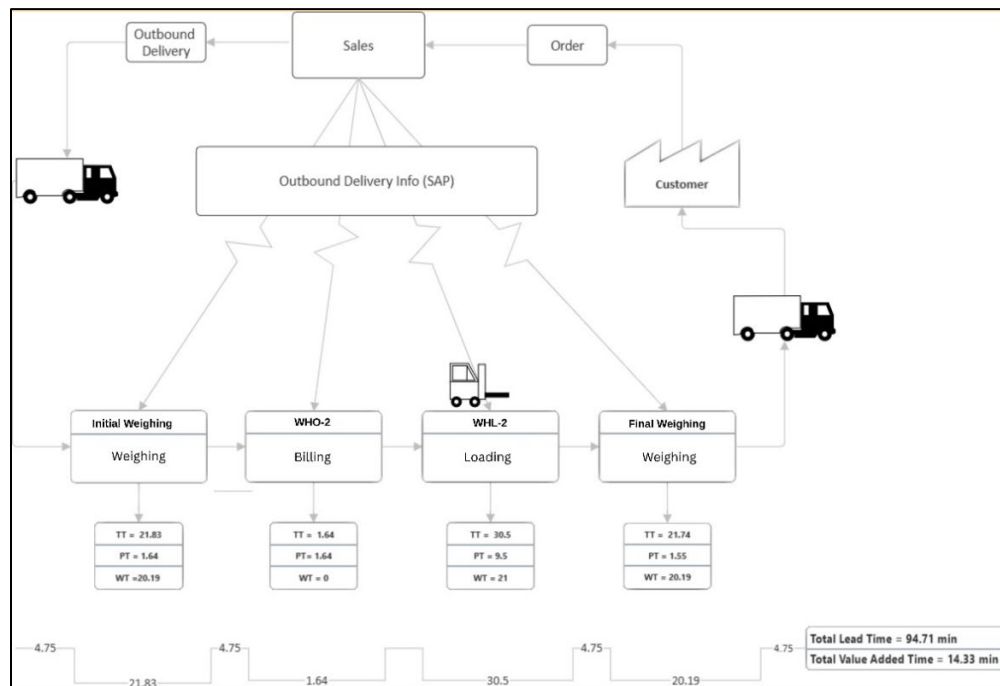 Outbound
Delivery
Sales
Order
Outbound Delivery Info (SAP)
Customer
Initial Weighing
Weighing
WHO-2
Billing
WHL-2
Loading
Final Weighing
Weighing
TT = 21.83
PT = 1.64
WT =20.19
TT = 1.64
PT= 1.64
WT = 0
TT = 30.5
PT = 9.5
WT = 21
TT = 21.74
PT = 1.55
WT = 20.19
4.75
21.83
4.75
1.64
30.5
4.75
20.19
4.75
Total Lead Time = 94.71 min
Total Value Added Time = 14.33 min